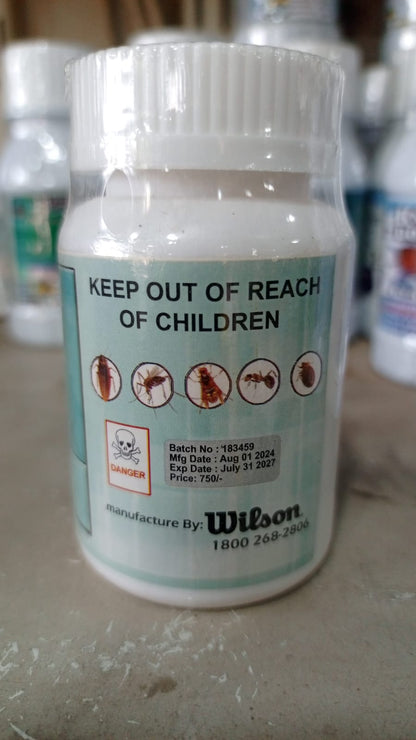 KEEP OUT OF REACH
OF CHILDREN
DANGER
Batch No : 183459
Mfg Date : Aug 01 2024
Exp Date : July 31 2027
Price: 750/-
manufacture By: Wilson
1800 268-2806